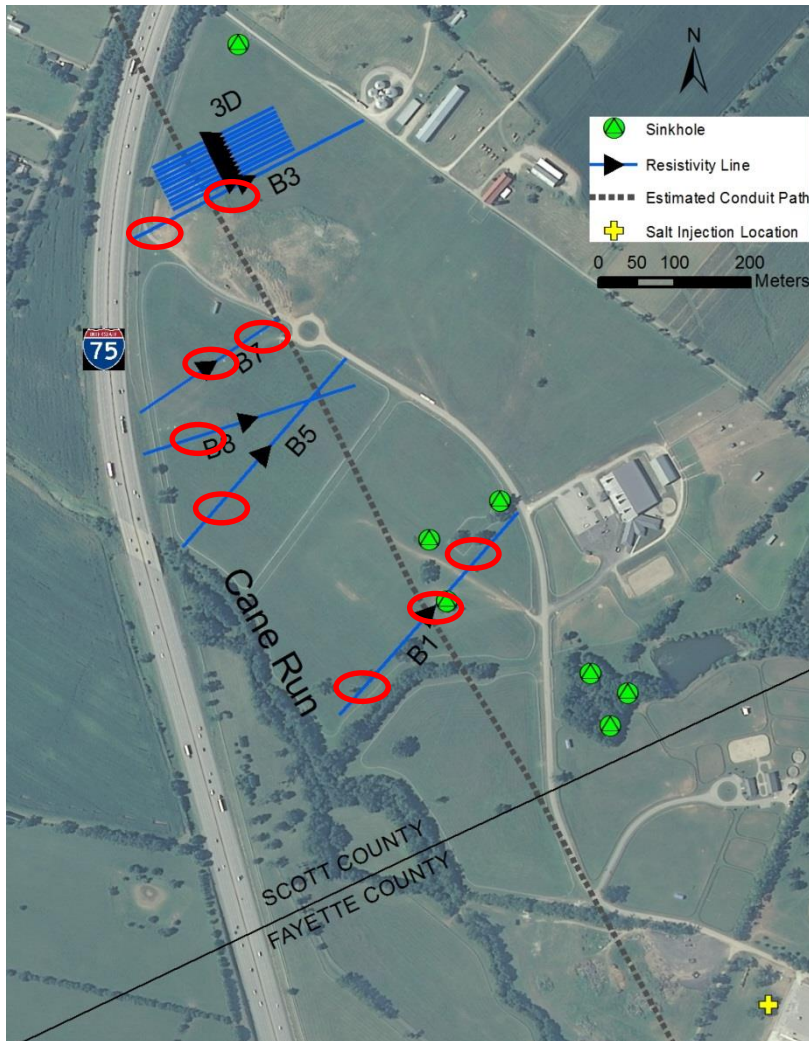 N
Sinkhole
Resistivity Line
Estimated Conduit Path
Salt Injection Location
0 50 100 200
Meters
3D
B3
75
B7
B8
B5
Cane Run
B1
SCOTT COUNTY
FAYETTE COUNTY